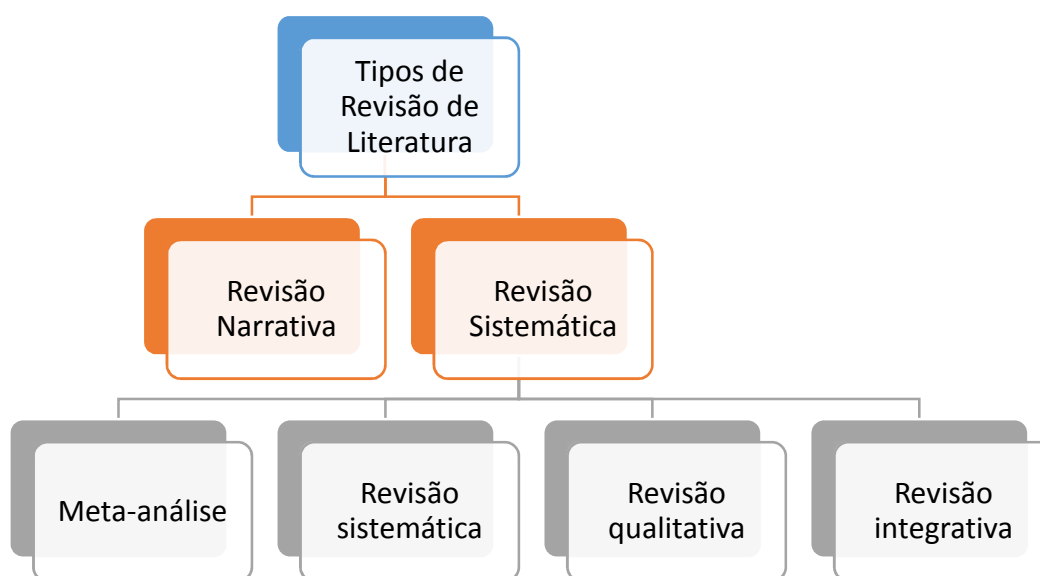 Tipos de
Revisão de
Literatura
Revisão
Narrativa
Revisão
Sistemática
Meta-análise
Revisão
sistemática
Revisão
qualitativa
Revisão
integrativa